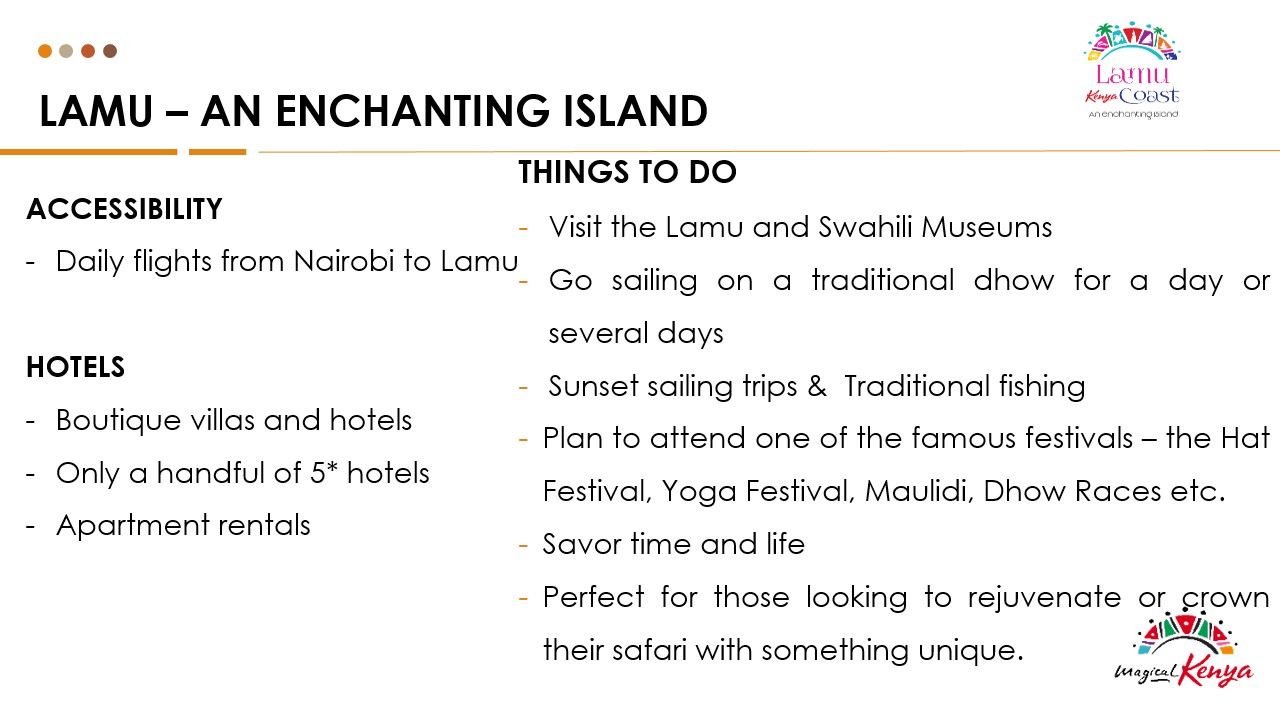 LAMU – AN ENCHANTING ISLAND
Lamu
Kenya Coast
An enchanting island
ACCESSIBILITY
- Daily flights from Nairobi to Lamu
HOTELS
- Boutique villas and hotels
- Only a handful of 5* hotels
- Apartment rentals
THINGS TO DO
- Visit the Lamu and Swahili Museums
- Go sailing on a traditional dhow for a day or
several days
- Sunset sailing trips & Traditional fishing
- Plan to attend one of the famous festivals – the Hat
Festival, Yoga Festival, Maulidi, Dhow Races etc.
- Savor time and life
- Perfect for those looking to rejuvenate or crown
their safari with something unique.
magical Kenya